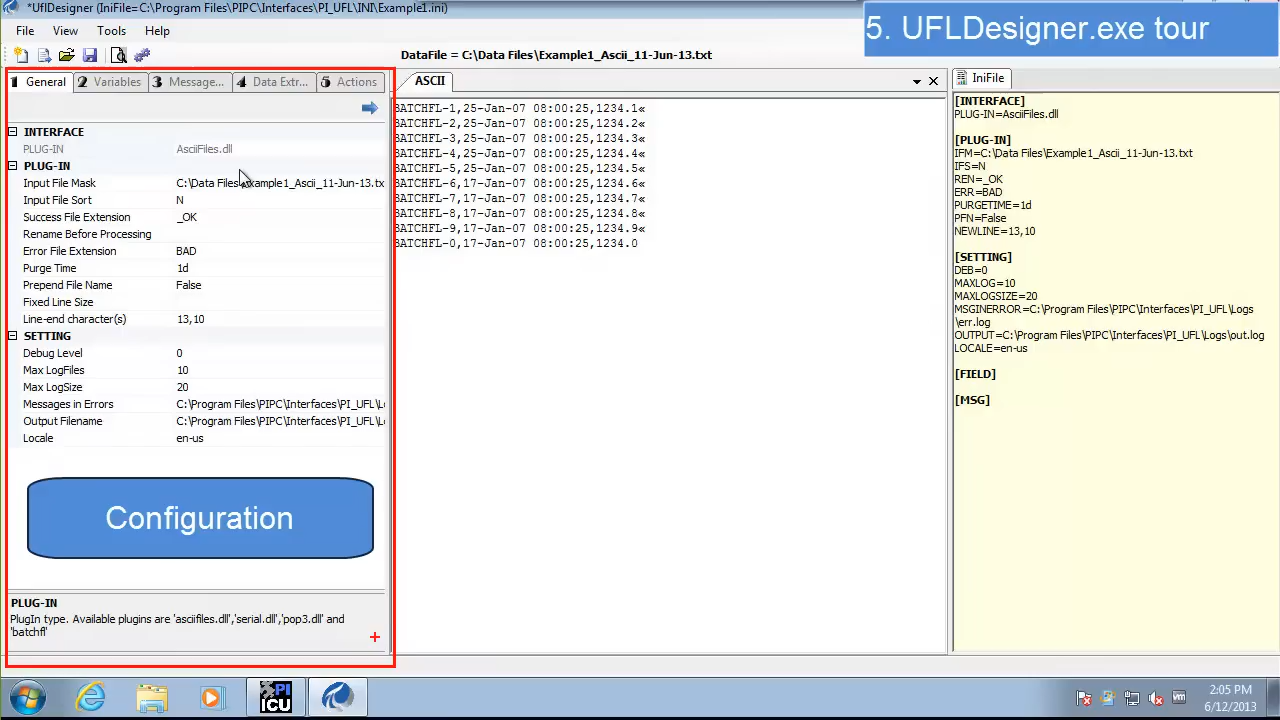 *UflDesigner (IniFile=C:\Program Files\PIPC\Interfaces\PI_UFL\INI\Example1.ini)
5. UFLDesigner.exe tour
File View Tools Help
DataFile = C:\Data Files\Example1_Ascii_11-Jun-13.txt
1 General 2 Variables 3 Message... 4 Data Extr... 5 Actions
INTERFACE
PLUG-IN AsciiFiles.dll
PLUG-IN
Input File Mask C:\Data Files\Example1_Ascii_11-Jun-13.tx
Input File Sort N
Success File Extension _OK
Rename Before Processing
Error File Extension BAD
Purge Time 1d
Prepend File Name False
Fixed Line Size
Line-end character(s) 13,10
SETTING
Debug Level 0
Max LogFiles 10
Max LogSize 20
Messages in Errors C:\Program Files\PIPC\Interfaces\PI_UFL\L
Output Filename C:\Program Files\PIPC\Interfaces\PI_UFL\L
Locale en-us
Configuration
PLUG-IN
PlugIn type. Available plugins are 'asciifiles.dll','serial.dll','pop3.dll' and
'batchfl'
ASCII
BATCHFL-1,25-Jan-07 08:00:25,1234.1«
BATCHFL-2,25-Jan-07 08:00:25,1234.2«
BATCHFL-3,25-Jan-07 08:00:25,1234.3«
BATCHFL-4,25-Jan-07 08:00:25,1234.4«
BATCHFL-5,25-Jan-07 08:00:25,1234.5«
BATCHFL-6,17-Jan-07 08:00:25,1234.6«
BATCHFL-7,17-Jan-07 08:00:25,1234.7«
BATCHFL-8,17-Jan-07 08:00:25,1234.8«
BATCHFL-9,17-Jan-07 08:00:25,1234.9«
BATCHFL-0,17-Jan-07 08:00:25,1234.0
IniFile
[INTERFACE]
PLUG-IN=AsciiFiles.dll
[PLUG-IN]
IFM=C:\Data Files\Example1_Ascii_11-Jun-13.txt
IFS=N
REN=_OK
ERR=BAD
PURGETIME=1d
PFN=False
NEWLINE=13,10
[SETTING]
DEB=0
MAXLOG=10
MAXLOGSIZE=20
MSGINERROR=C:\Program Files\PIPC\Interfaces\PI_UFL\Logs
\err.log
OUTPUT=C:\Program Files\PIPC\Interfaces\PI_UFL\Logs\out.log
LOCALE=en-us
[FIELD]
[MSG]
PI
ICU
vm
2:05 PM
6/12/2013